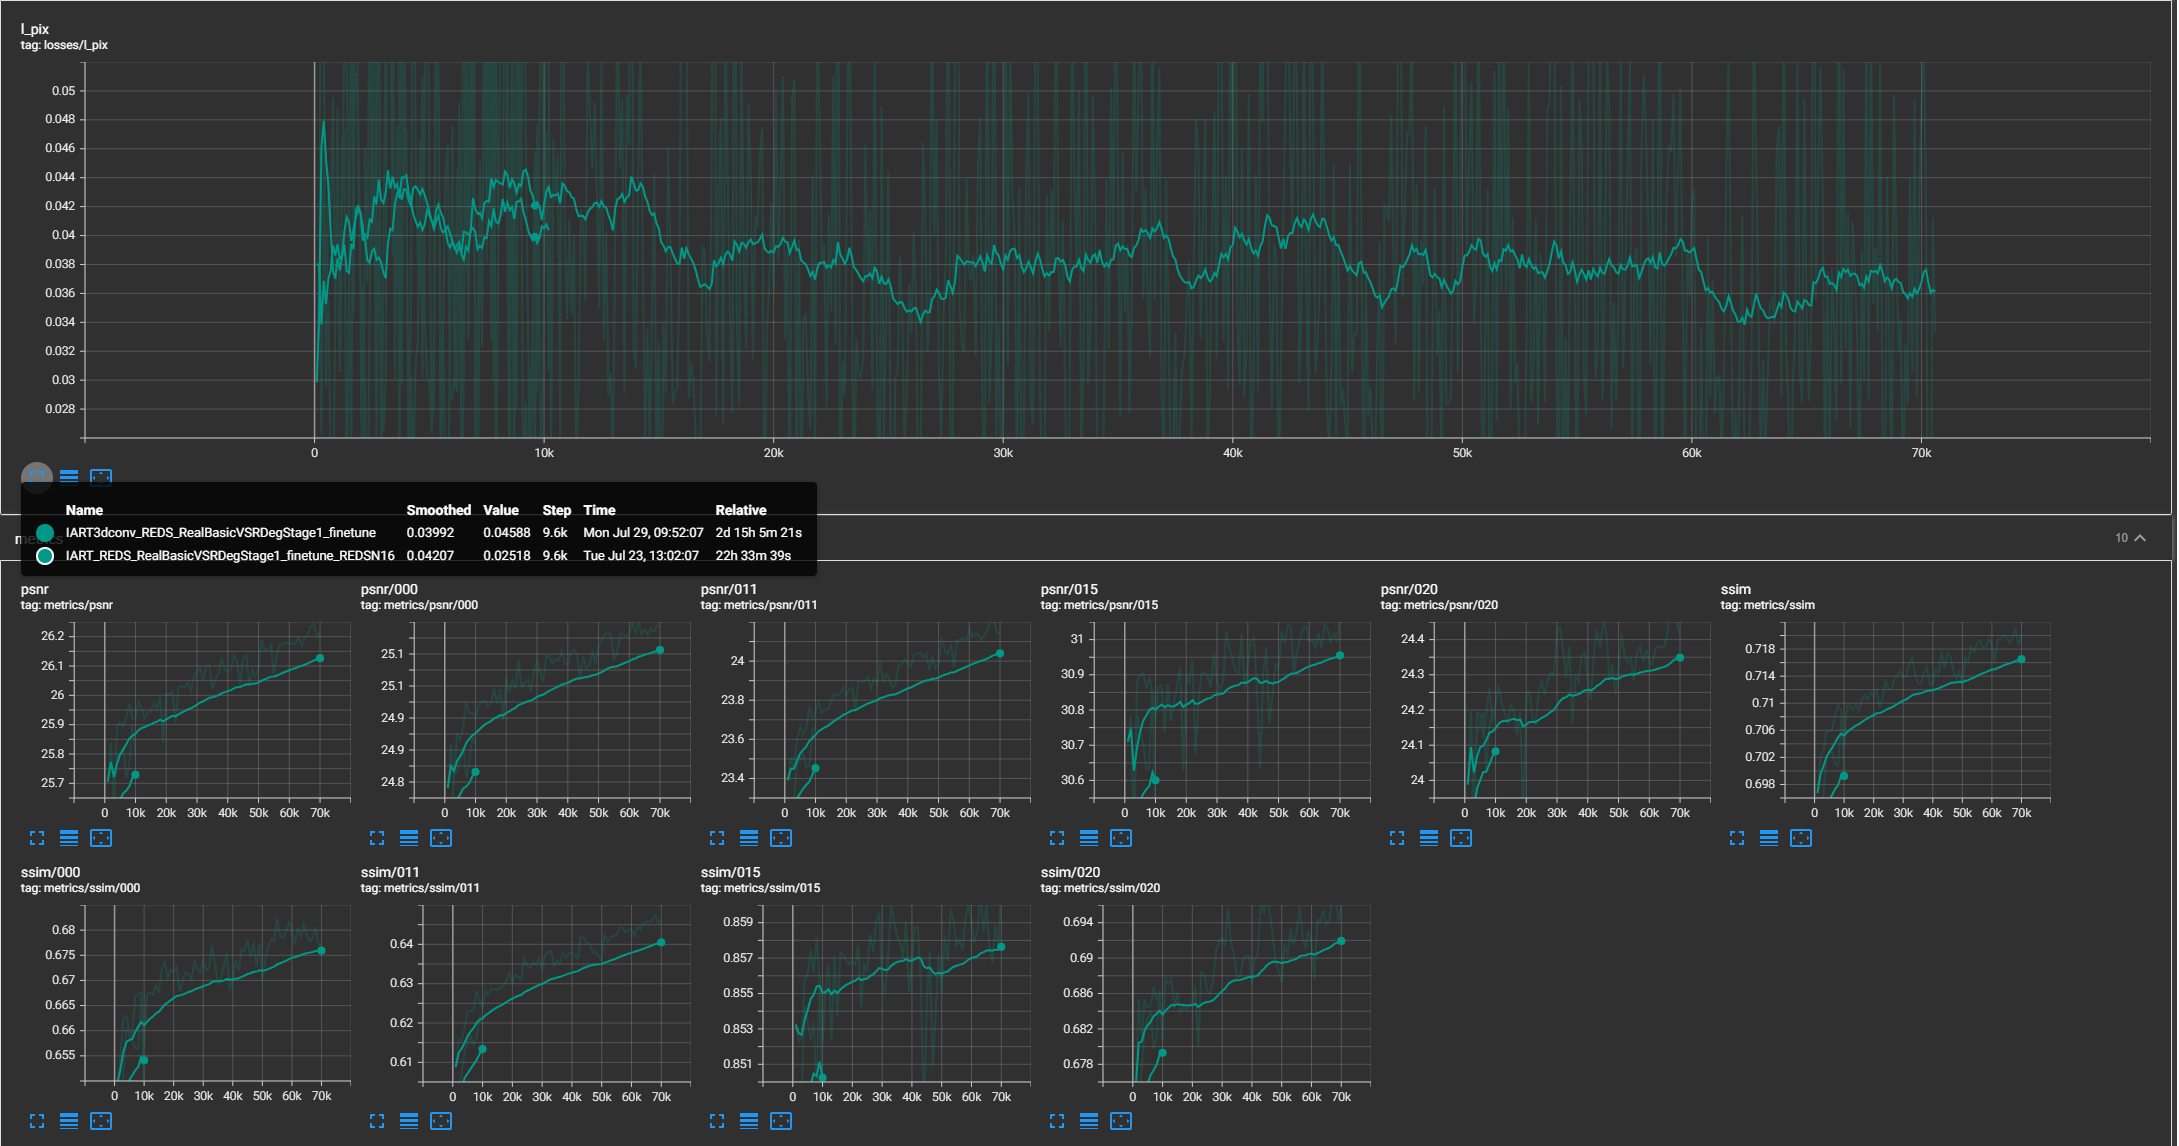 l_pix
tag: losses/l_pix
0.05
0.048
0.046
0.044
0.042
0.04
0.038
0.036
0.034
0.032
0.03
0.028
0 10k 20k 30k 40k 50k 60k 70k
Name Smoothed Value Step Time Relative
IART3dconv_REDS_RealBasicVSRDegStage1_finetune 0.03992 0.04588 9.6k Mon Jul 29, 09:52:07 2d 15h 5m 21s
IART_REDS_RealBasicVSRDegStage1_finetune_REDSN16 0.04207 0.02518 9.6k Tue Jul 23, 13:02:07 22h 33m 39s
metrics 10
psnr
tag: metrics/psnr
26.2
26.1
26
25.9
25.8
25.7
0 10k 20k 30k 40k 50k 60k 70k
psnr/000
tag: metrics/psnr/000
25.1
25.1
24.9
24.9
24.8
0 10k 20k 30k 40k 50k 60k 70k
psnr/011
tag: metrics/psnr/011
24
23.8
23.6
23.4
0 10k 20k 30k 40k 50k 60k 70k
psnr/015
tag: metrics/psnr/015
31
30.9
30.8
30.7
30.6
0 10k 20k 30k 40k 50k 60k 70k
psnr/020
tag: metrics/psnr/020
24.4
24.3
24.2
24.1
24
0 10k 20k 30k 40k 50k 60k 70k
ssim
tag: metrics/ssim
0.718
0.714
0.71
0.706
0.702
0.698
0 10k 20k 30k 40k 50k 60k 70k
ssim/000
tag: metrics/ssim/000
0.68
0.675
0.67
0.665
0.66
0.655
0 10k 20k 30k 40k 50k 60k 70k
ssim/011
tag: metrics/ssim/011
0.64
0.63
0.62
0.61
0 10k 20k 30k 40k 50k 60k 70k
ssim/015
tag: metrics/ssim/015
0.859
0.857
0.855
0.853
0.851
0 10k 20k 30k 40k 50k 60k 70k
ssim/020
tag: metrics/ssim/020
0.694
0.69
0.686
0.682
0.678
0 10k 20k 30k 40k 50k 60k 70k